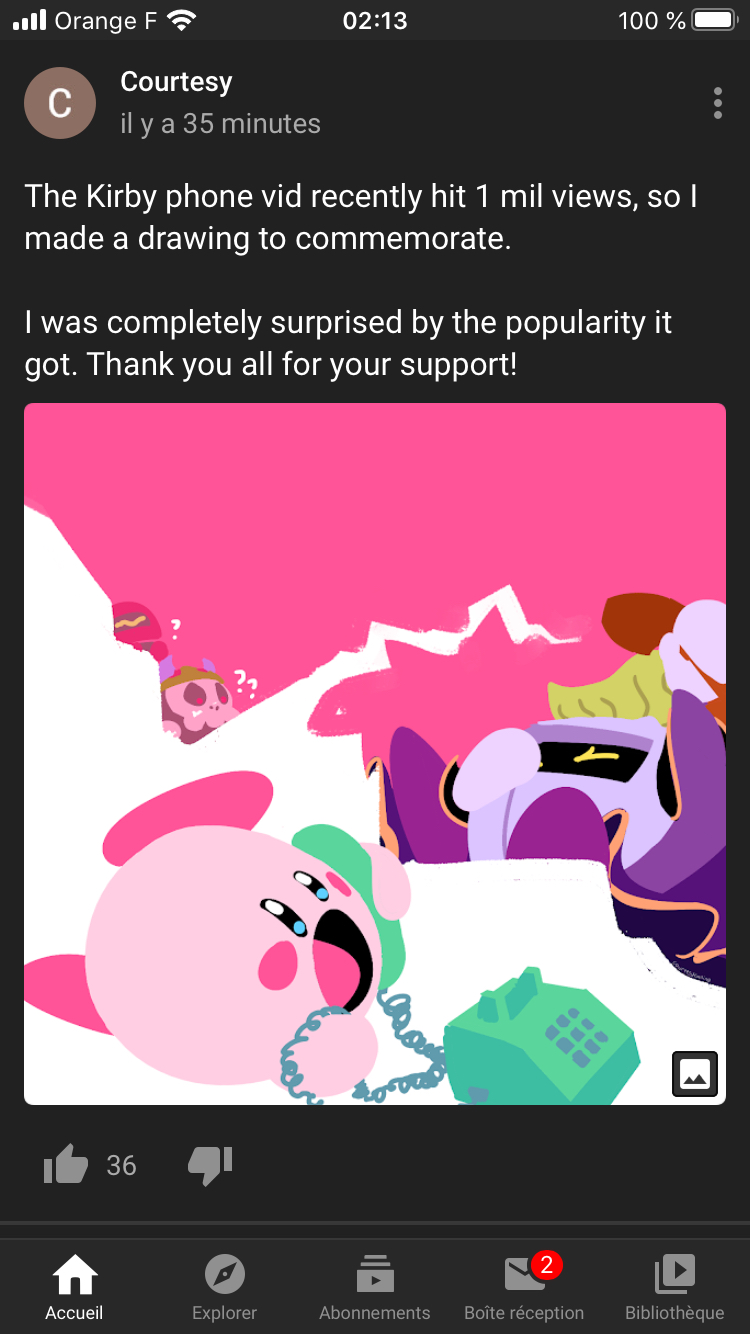 Orange F 02:13 100 %
C
Courtesy
il y a 35 minutes
The Kirby phone vid recently hit 1 mil views, so I
made a drawing to commemorate.
I was completely surprised by the popularity it
got. Thank you all for your support!
?
??
36
2
Accueil Explorer Abonnements Boîte réception Bibliothèque